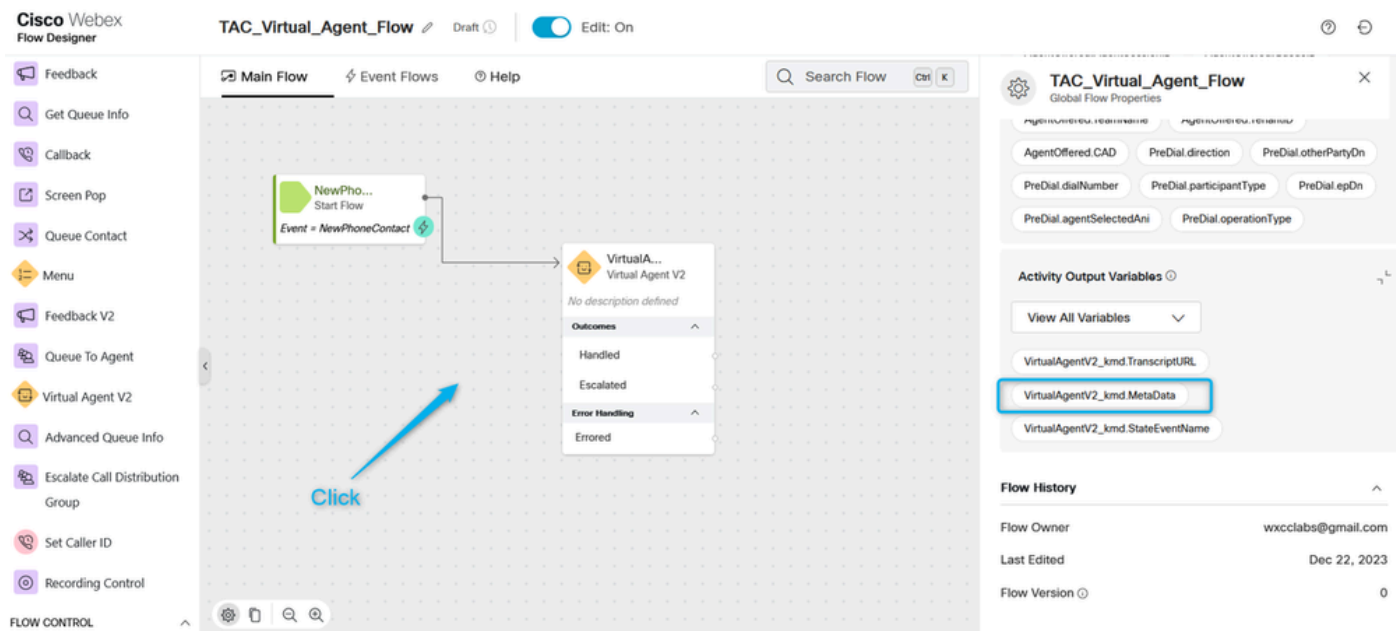 Cisco Webex
Flow Designer
TAC_Virtual_Agent_Flow
Draft
Edit: On
Feedback
Get Queue Info
Callback
Screen Pop
Queue Contact
Menu
Feedback V2
Queue To Agent
Virtual Agent V2
Advanced Queue Info
Escalate Call Distribution
Group
Set Caller ID
Recording Control
FLOW CONTROL
Main Flow
Event Flows
Help
Search Flow
Ctrl K
NewPho...
Start Flow
Event = NewPhoneContact
VirtualA...
Virtual Agent V2
No description defined
Outcomes
Handled
Escalated
Error Handling
Errored
Click
TAC_Virtual_Agent_Flow
Global Flow Properties
AgentOffered.TeamName AgentOffered.TenantID
AgentOffered.CAD PreDial.direction PreDial.otherPartyDn
PreDial.dialNumber PreDial.participantType PreDial.epDn
PreDial.agentSelectedAni PreDial.operationType
Activity Output Variables
View All Variables
VirtualAgentV2_kmd.TranscriptURL
VirtualAgentV2_kmd.MetaData
VirtualAgentV2_kmd.StateEventName
Flow History
Flow Owner wxcclabs@gmail.com
Last Edited Dec 22, 2023
Flow Version 0